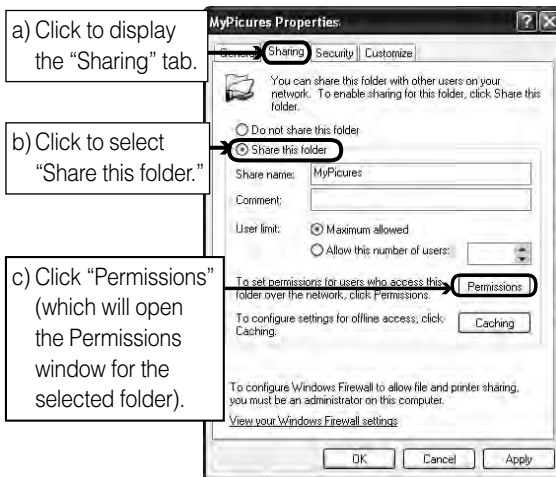 a) Click to display
the “Sharing” tab.
b) Click to select
“Share this folder.”
c) Click “Permissions”
(which will open
the Permissions
window for the
selected folder).
MyPicures Properties
General Sharing Security Customize
You can share this folder with other users on your
network. To enable sharing for this folder, click Share this
folder.
Do not share this folder
Share this folder
Share name: MyPicures
Comment:
User limit: Maximum allowed
Allow this number of users:
To set permissions for users who access this
folder over the network, click Permissions.
Permissions
To configure settings for offline access, click
Caching.
Caching
To configure Windows Firewall to allow file and printer sharing,
you must be an administrator on this computer.
View your Windows Firewall settings
OK Cancel Apply